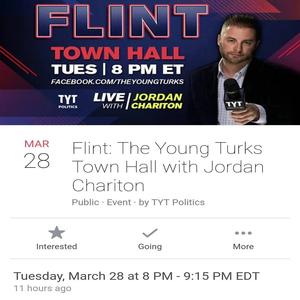 FLINT
TOWN HALL
TUES | 8 PM ET
FACEBOOK.COM/THEYOUNGTURKS
TYT
POLITICS
LIVE WITH
JORDAN
CHARITON
TYT
MAR
28
Flint: The Young Turks
Town Hall with Jordan
Chariton
Public · Event · by TYT Politics
Interested
Going
More
Tuesday, March 28 at 8 PM - 9:15 PM EDT
11 hours ago